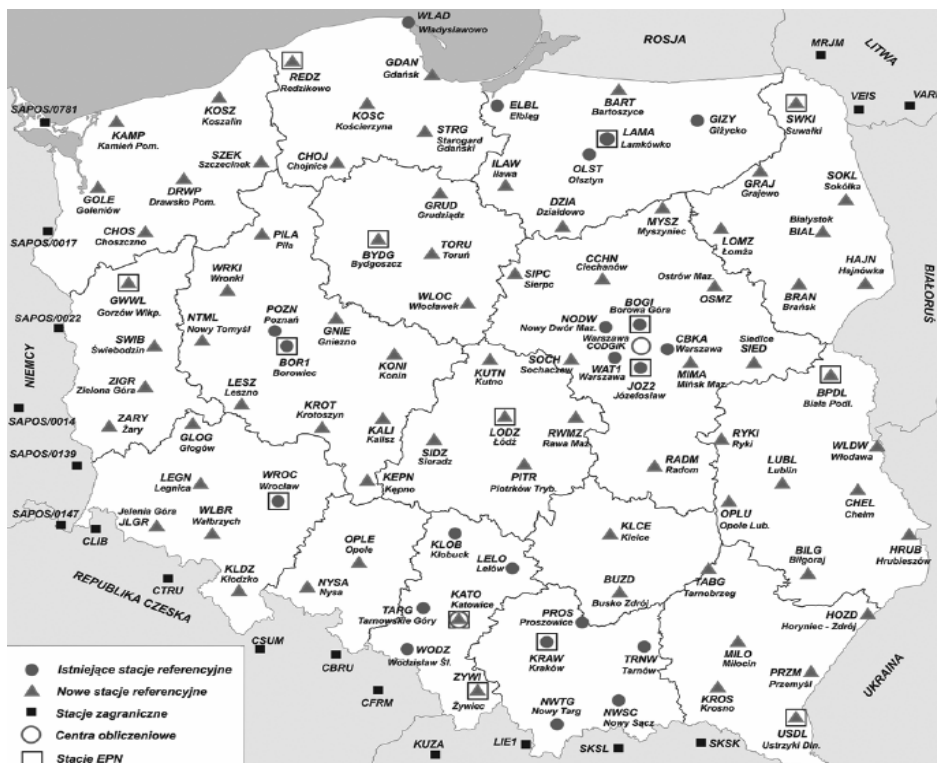 WLAD
Władysławowo
ROSJA
MRJM
LITWA
REDZ
Redzikowo
GDAN
Gdańsk
SAPOS/0781
KOSZ
Koszalin
KOSC
Kościerzyna
ELBL
Elbląg
BART
Bartoszyce
GIZY
Giżycko
SWKI
Suwałki
VEIS
KAMP
Kamień Pom.
STRG
Starogard
Gdański
LAMA
Lamkówko
SZEK
Szczecinek
CHOJ
Chojnice
ILAW
Iława
OLST
Olsztyn
GRAJ
Grajewo
SOKL
Sokółka
GOLE
Goleniów
DRWP
Drawsko Pom.
GRUD
Grudziądz
DZIA
Działdowo
MYSZ
Myszyniec
SAPOS/0017
CHOS
Choszczno
PILA
Piła
BYDG
Bydgoszcz
TORU
Toruń
LOMZ
Łomża
Białystok
BIAL
GWWL
Gorzów Wlkp.
WRKI
Wronki
WLOC
Włocławek
SIPC
Sierpc
CCHN
Ciechanów
Ostrów Maz.
OSMZ
BRAN
Brańsk
HAJN
Hajnówka
BIAŁORUŚ
SAPOS/0022
NTML
Nowy Tomyśl
POZN
Poznań
GNIE
Gniezno
NODW
Nowy Dwór Maz.
BOGI
Borowa Góra
Warszawa
CODGiK
CBKA
Warszawa
Siedlce
SIED
NIEMCY
SWIB
Świebodzin
BOR1
Borowiec
KONI
Konin
KUTN
Kutno
SOCH
Sochaczew
WAT1
Warszawa
JOZ2
Józefosław
MIMA
Mińsk Maz.
BPDL
Biała Podl.
ZIGR
Zielona Góra
LESZ
Leszno
KROT
Krotoszyn
SAPOS/0014
ZARY
Żary
GLOG
Głogów
KALI
Kalisz
LODZ
Łódź
RWMZ
Rawa Maz.
RYKI
Ryki
WLDW
Włodawa
SAPOS/0139
LEGN
Legnica
WROC
Wrocław
KEPN
Kępno
SIDZ
Sieradz
PITR
Piotrków Tryb.
RADM
Radom
LUBL
Lublin
SAPOS/0147
CLIB
Jelenia Góra
JLGR
WLBR
Wałbrzych
OPLU
Opole Lub.
CHEL
Chełm
OPLE
Opole
KLOB
Kłobuck
KLCE
Kielce
HRUB
Hrubieszów
REPUBLIKA CZESKA
CTRU
KLDZ
Kłodzko
NYSA
Nysa
LELO
Lelów
BUZD
Busko Zdrój
TABG
Tarnobrzeg
BILG
Biłgoraj
KATO
Katowice
TARG
Tarnowskie Góry
PROS
Proszowice
HOZD
Horyniec - Zdrój
CSUM
CBRU
WODZ
Wodzisław Śl.
KRAW
Kraków
TRNW
Tarnów
MILO
Miłocin
PRZM
Przemyśl
UKRAINA
CFRM
ZYWI
Żywiec
NWTG
Nowy Targ
NWSC
Nowy Sącz
KROS
Krosno
USDL
Ustrzyki Dln.
KUZA
LIE1
SKSL
SKSK
Istniejące stacje referencyjne
Nowe stacje referencyjne
Stacje zagraniczne
Centra obliczeniowe
Stacje EPN